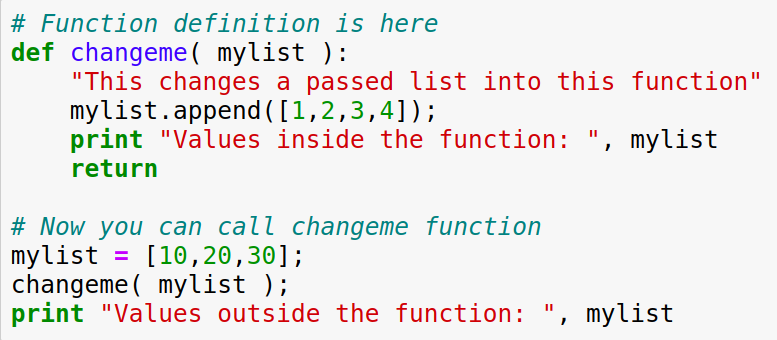 # Function definition is here
def changeme( mylist ):
    "This changes a passed list into this function"
    mylist.append([1,2,3,4]);
    print "Values inside the function: ", mylist
    return

# Now you can call changeme function
mylist = [10,20,30];
changeme( mylist );
print "Values outside the function: ", mylist